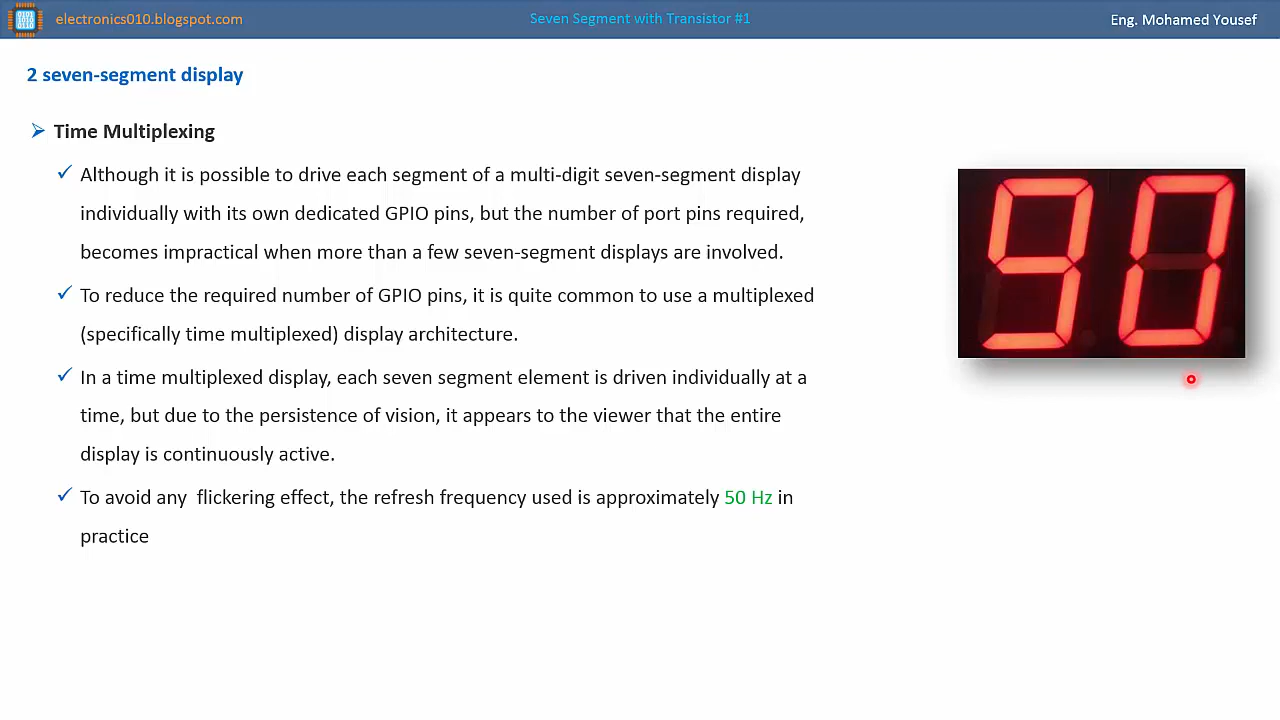 electronics010.blogspot.com
Seven Segment with Transistor #1
Eng. Mohamed Yousef
2 seven-segment display
Time Multiplexing
Although it is possible to drive each segment of a multi-digit seven-segment display
individually with its own dedicated GPIO pins, but the number of port pins required,
becomes impractical when more than a few seven-segment displays are involved.
To reduce the required number of GPIO pins, it is quite common to use a multiplexed
(specifically time multiplexed) display architecture.
In a time multiplexed display, each seven segment element is driven individually at a
time, but due to the persistence of vision, it appears to the viewer that the entire
display is continuously active.
To avoid any  flickering effect, the refresh frequency used is approximately 50 Hz in
practice
90